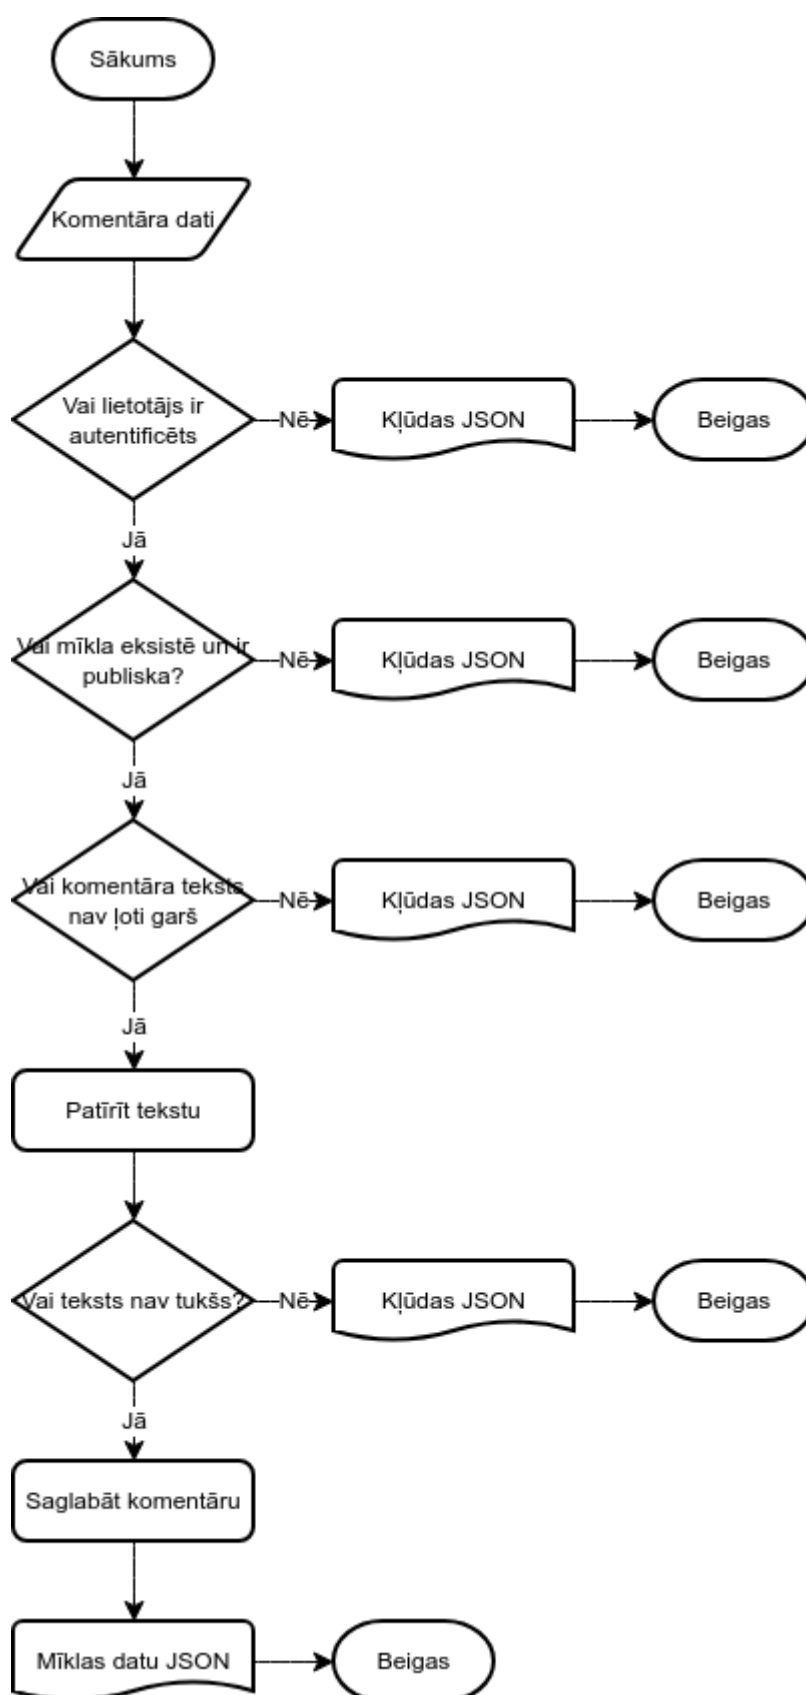 Sākums
Komentāra dati
Vai lietotājs ir
autentificēts
Nē
Kļūdas JSON
Beigas
Jā
Vai mīkla eksistē un ir
publiska?
Nē
Kļūdas JSON
Beigas
Jā
Vai komentāra teksts
nav ļoti garš
Nē
Kļūdas JSON
Beigas
Jā
Patīrīt tekstu
Vai teksts nav tukšs?
Nē
Kļūdas JSON
Beigas
Jā
Saglabāt komentāru
Mīklas datu JSON
Beigas